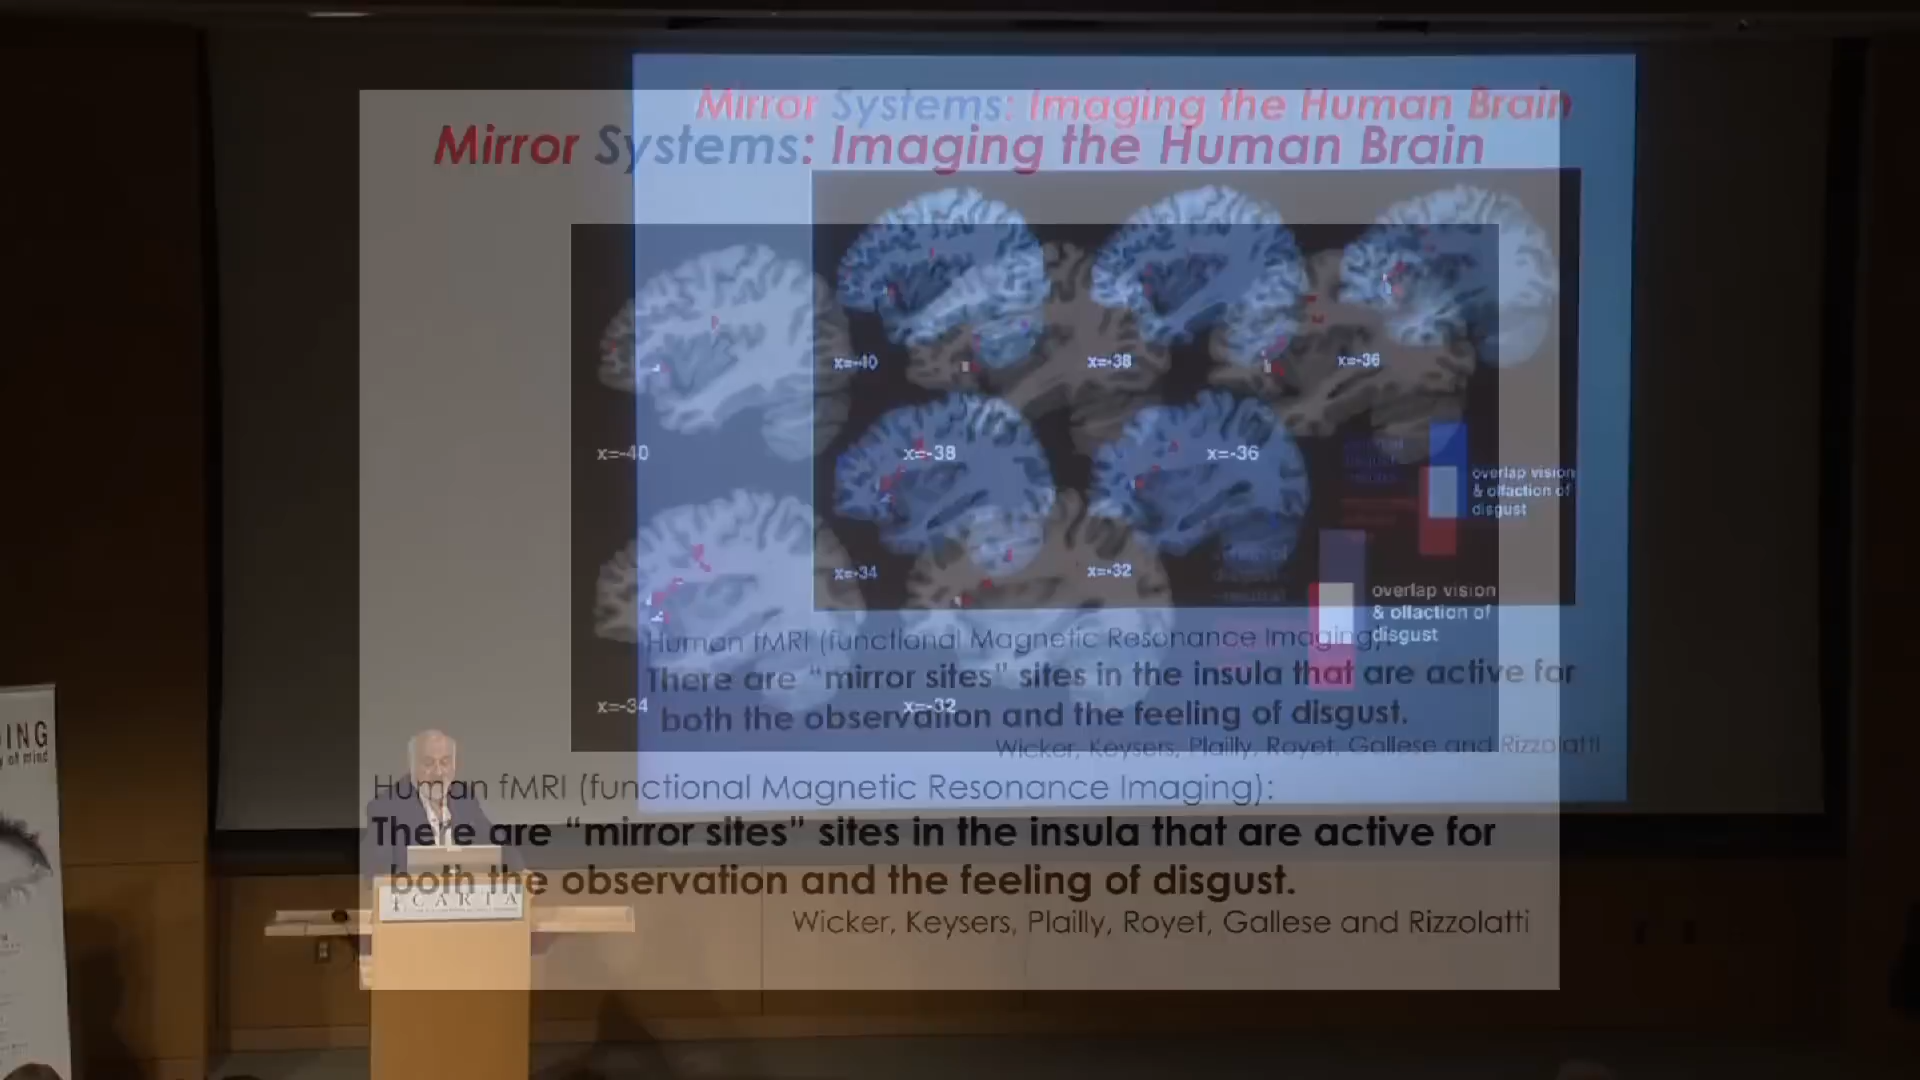 Mirror Systems: Imaging the Human Brain
Mirror Systems: Imaging the Human Brain
x=-40
x=-38
x=-36
x=-40
x=-38
x=-36
overlap vision
& olfaction of
disgust
x=-34
x=-32
overlap vision
& olfaction of
disgust
Human fMRI (functional Magnetic Resonance Imaging):
There are “mirror sites” sites in the insula that are active for
both the observation and the feeling of disgust.
Wicker, Keysers, Plailly, Royet, Gallese and Rizzolatti
x=-34
x=-32
Human fMRI (functional Magnetic Resonance Imaging):
There are “mirror sites” sites in the insula that are active for
both the observation and the feeling of disgust.
Wicker, Keysers, Plailly, Royet, Gallese and Rizzolatti
CARTA
ING
y of mind